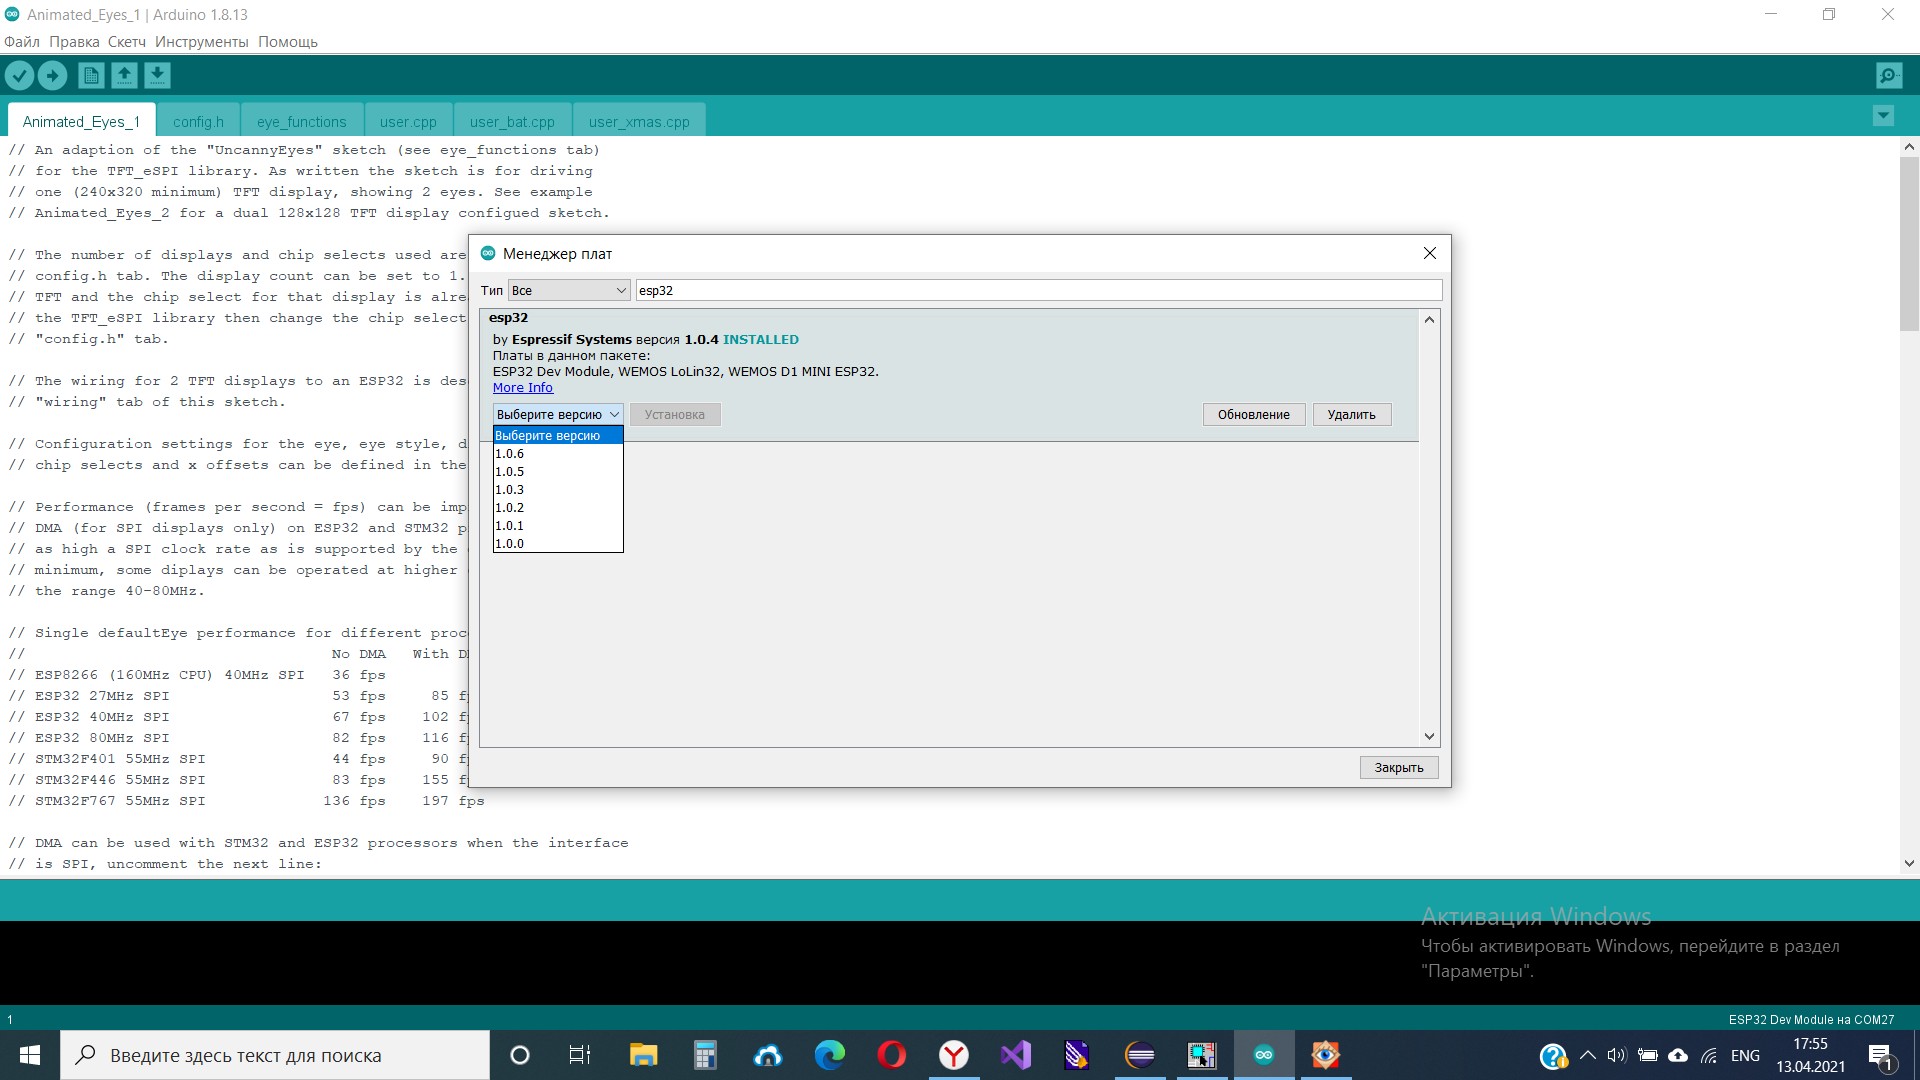 Animated_Eyes_1 | Arduino 1.8.13
Файл Правка Скетч Инструменты Помощь
Animated_Eyes_1 config.h eye_functions user.cpp user_bat.cpp user_xmas.cpp
// An adaption of the "UncannyEyes" sketch (see eye_functions tab)
// for the TFT_eSPI library. As written the sketch is for driving
// one (240x320 minimum) TFT display, showing 2 eyes. See example
// Animated_Eyes_2 for a dual 128x128 TFT display configued sketch.
// The number of displays and chip selects used are
// config.h tab. The display count can be set to 1.
// TFT and the chip select for that display is alre
// the TFT_eSPI library then change the chip select
// "config.h" tab.
// The wiring for 2 TFT displays to an ESP32 is des
// "wiring" tab of this sketch.
// Configuration settings for the eye, eye style, d
// chip selects and x offsets can be defined in the
// Performance (frames per second = fps) can be imp
// DMA (for SPI displays only) on ESP32 and STM32 p
// as high a SPI clock rate as is supported by the
// minimum, some diplays can be operated at higher
// the range 40-80MHz.
// Single defaultEye performance for different proc
// No DMA With D
// ESP8266 (160MHz CPU) 40MHz SPI 36 fps
// ESP32 27MHz SPI 53 fps 85 f
// ESP32 40MHz SPI 67 fps 102 f
// ESP32 80MHz SPI 82 fps 116 f
// STM32F401 55MHz SPI 44 fps 90 f
// STM32F446 55MHz SPI 83 fps 155 f
// STM32F767 55MHz SPI 136 fps 197 fps
// DMA can be used with STM32 and ESP32 processors when the interface
// is SPI, uncomment the next line:
Менеджер плат
Тип Все esp32
esp32
by Espressif Systems версия 1.0.4 INSTALLED
Платы в данном пакете:
ESP32 Dev Module, WEMOS LoLin32, WEMOS D1 MINI ESP32.
More Info
Выберите версию Установка Обновление Удалить
Выберите версию
1.0.6
1.0.5
1.0.3
1.0.2
1.0.1
1.0.0
Закрыть
Активация Windows
Чтобы активировать Windows, перейдите в раздел
"Параметры".
1 ESP32 Dev Module на COM27
Введите здесь текст для поиска
ENG
17:55
13.04.2021
1